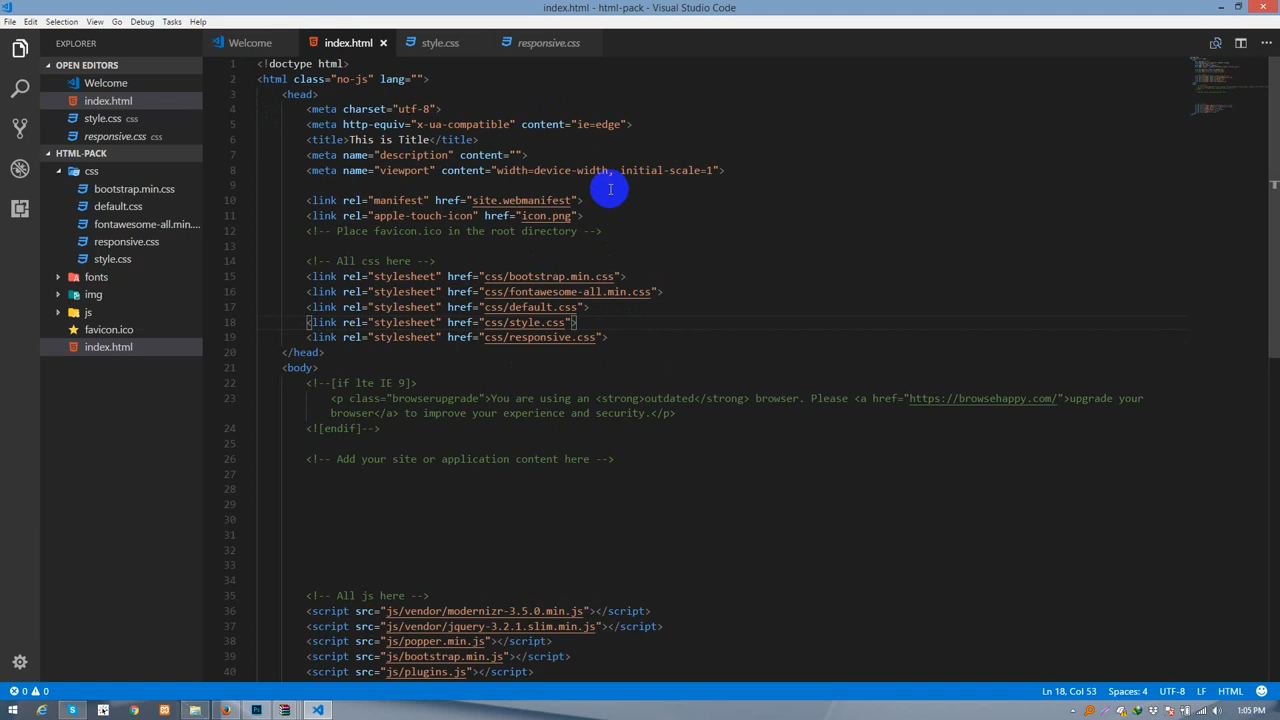 index.html - html-pack - Visual Studio Code
File Edit Selection View Go Debug Tasks Help
EXPLORER
OPEN EDITORS
Welcome
index.html
style.css css
responsive.css css
HTML-PACK
css
bootstrap.min.css
default.css
fontawesome-all.min....
responsive.css
style.css
fonts
img
js
favicon.ico
index.html
Welcome index.html style.css responsive.css
1 <!doctype html>
2 <html class="no-js" lang="">
3 <head>
4 <meta charset="utf-8">
5 <meta http-equiv="x-ua-compatible" content="ie=edge">
6 <title>This is Title</title>
7 <meta name="description" content="">
8 <meta name="viewport" content="width=device-width, initial-scale=1">
9
10 <link rel="manifest" href="site.webmanifest">
11 <link rel="apple-touch-icon" href="icon.png">
12 <!-- Place favicon.ico in the root directory -->
13
14 <!-- All css here -->
15 <link rel="stylesheet" href="css/bootstrap.min.css">
16 <link rel="stylesheet" href="css/fontawesome-all.min.css">
17 <link rel="stylesheet" href="css/default.css">
18 <link rel="stylesheet" href="css/style.css">
19 <link rel="stylesheet" href="css/responsive.css">
20 </head>
21 <body>
22 <!--[if lte IE 9]>
23 <p class="browserupgrade">You are using an <strong>outdated</strong> browser. Please <a href="https://browsehappy.com/">upgrade your
browser</a> to improve your experience and security.</p>
24 <![endif]-->
25
26 <!-- Add your site or application content here -->
27
28
29
30
31
32
33
34
35 <!-- All js here -->
36 <script src="js/vendor/modernizr-3.5.0.min.js"></script>
37 <script src="js/vendor/jquery-3.2.1.slim.min.js"></script>
38 <script src="js/popper.min.js"></script>
39 <script src="js/bootstrap.min.js"></script>
40 <script src="js/plugins.js"></script>
0 0 Ln 18, Col 53 Spaces: 4 UTF-8 LF HTML
1:05 PM